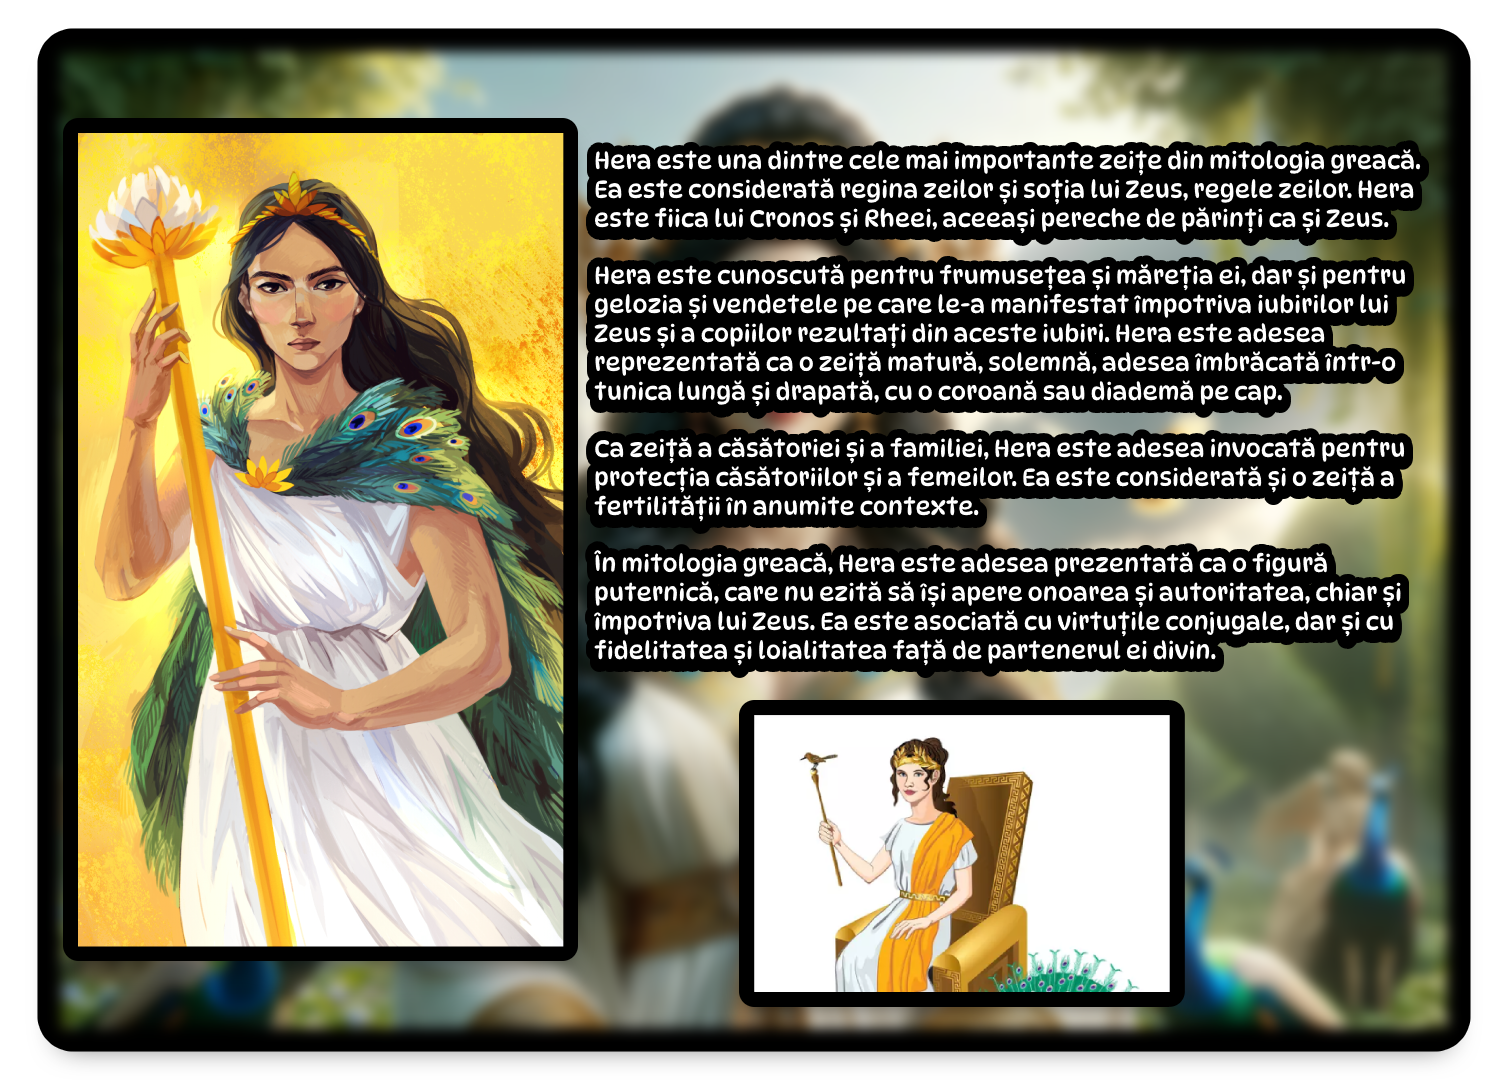 Hera este una dintre cele mai importante zeițe din mitologia greacă.
Ea este considerată regina zeilor și soția lui Zeus, regele zeilor. Hera
este fiica lui Cronos și Rheei, aceeași pereche de părinți ca și Zeus.
Hera este cunoscută pentru frumusețea și măreția ei, dar și pentru
gelozia și vendetele pe care le-a manifestat împotriva iubirilor lui
Zeus și a copiilor rezultați din aceste iubiri. Hera este adesea
reprezentată ca o zeiță matură, solemnă, adesea îmbrăcată într-o
tunica lungă și drapată, cu o coroană sau diademă pe cap.
Ca zeiță a căsătoriei și a familiei, Hera este adesea invocată pentru
protecția căsătoriilor și a femeilor. Ea este considerată și o zeiță a
fertilității în anumite contexte.
În mitologia greacă, Hera este adesea prezentată ca o figură
puternică, care nu ezită să își apere onoarea și autoritatea, chiar și
împotriva lui Zeus. Ea este asociată cu virtuțile conjugale, dar și cu
fidelitatea și loialitatea față de partenerul ei divin.